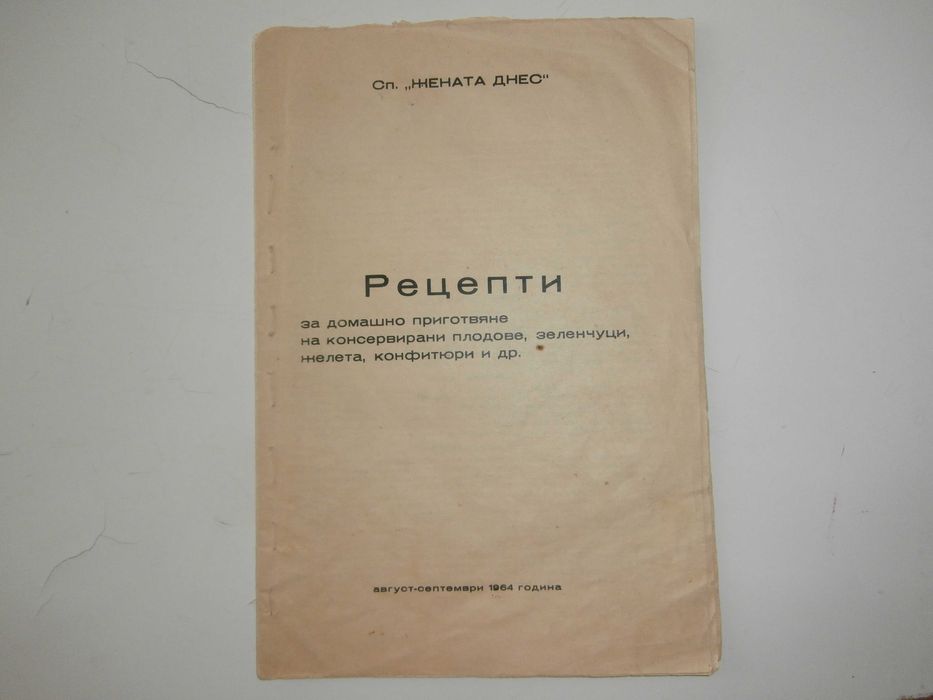 Сп. „ЖЕНАТА ДНЕС"
Рецепти
за домашно приготвяне
на консервирани плодове, зеленчуци,
желета, конфитюри и др.
август-септември 1964 година